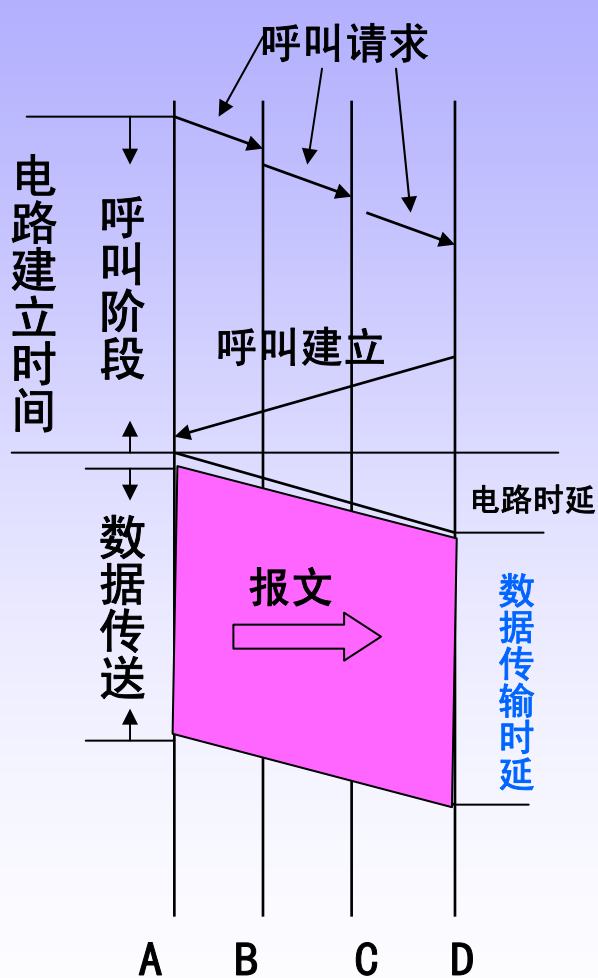 呼叫请求
电路建立时间
呼叫阶段
呼叫建立
电路时延
数据传送
报文
数据传输时延
A B C D